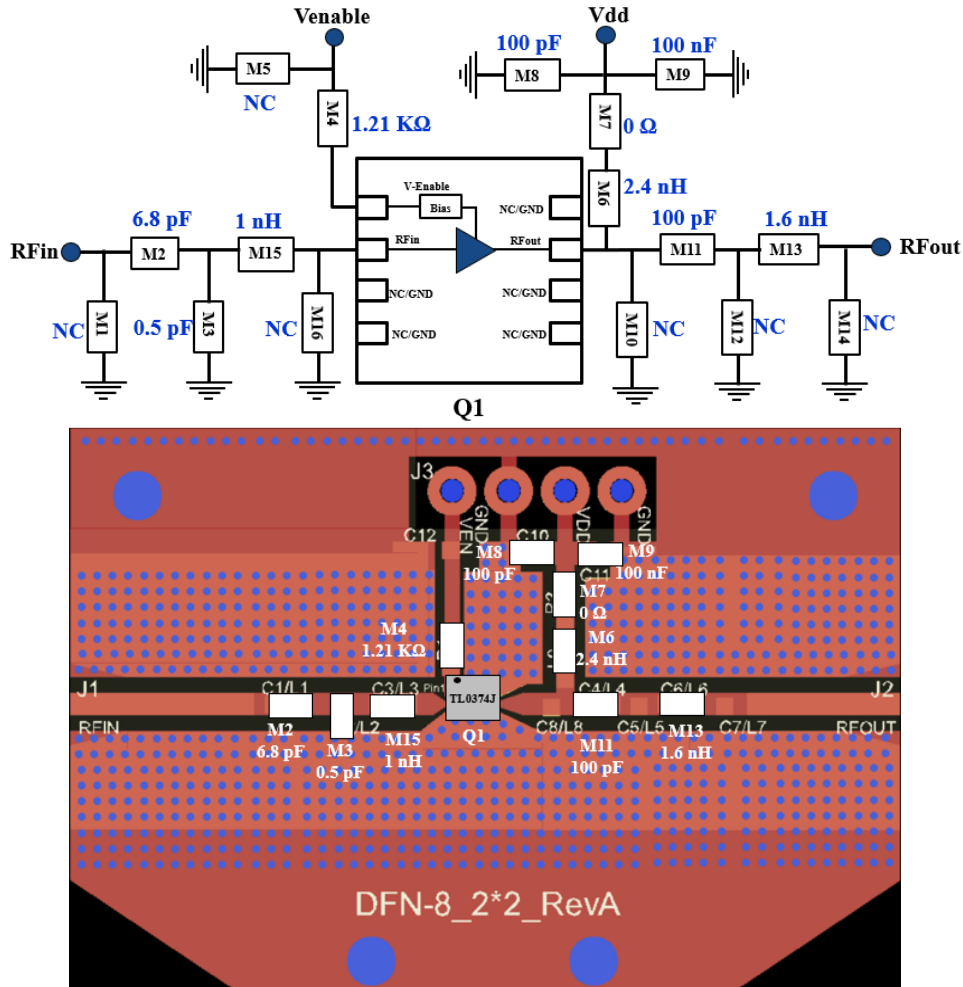 Venable
Vdd
100 pF
100 nF
M5
NC
M8
M9
M4
1.21 KΩ
M7
0 Ω
M6
2.4 nH
V-Enable
Bias
NC/GND
RFin
6.8 pF
M2
1 nH
M15
RFin
RFout
100 pF
M11
1.6 nH
M13
RFout
NC
M1
0.5 pF
M3
NC
M16
NC/GND
NC/GND
NC/GND
NC/GND
M10
NC
M12
NC
M14
NC
Q1
J3
VEN
GND
VDD
GND
C12
C10
C11
M8
100 pF
M9
100 nF
M7
0 Ω
M4
1.21 KΩ
M6
2.4 nH
J1
C1/L1
C3/L3
Pin1
TL0374J
C4/L4
C6/L6
J2
RFIN
/L2
Q1
C8/L8
C5/L5
C7/L7
RFOUT
M2
6.8 pF
M3
0.5 pF
M15
1 nH
M11
100 pF
M13
1.6 nH
DFN-8_2*2_RevA